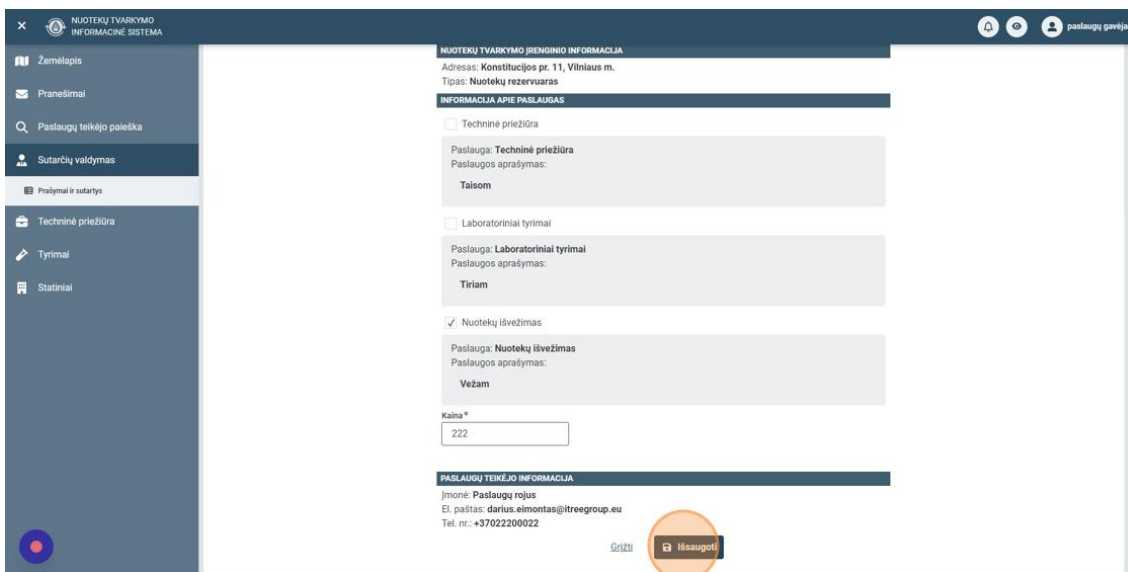 NUOTEKŲ TVARKYMO
INFORMACINĖ SISTEMA
paslaugų gavėja
Žemėlapis
Pranešimai
Paslaugų teikėjo paieška
Sutarčių valdymas
Prašymai ir sutartys
Techninė priežiūra
Tyrimai
Statiniai
NUOTEKŲ TVARKYMO ĮRENGINIO INFORMACIJA
Adresas: Konstitucijos pr. 11, Vilniaus m.
Tipas: Nuotekų rezervuaras
INFORMACIJA APIE PASLAUGAS
Techninė priežiūra
Paslauga: Techninė priežiūra
Paslaugos aprašymas:
Taisom
Laboratoriniai tyrimai
Paslauga: Laboratoriniai tyrimai
Paslaugos aprašymas:
Tiriam
Nuotekų išvežimas
Paslauga: Nuotekų išvežimas
Paslaugos aprašymas:
Vežam
Kaina*
222
PASLAUGŲ TEIKĖJO INFORMACIJA
Įmonė: Paslaugų rojus
El. paštas: darius.eimontas@itreegroup.eu
Tel. nr.: +37022200022
Grįžti
Išsaugoti